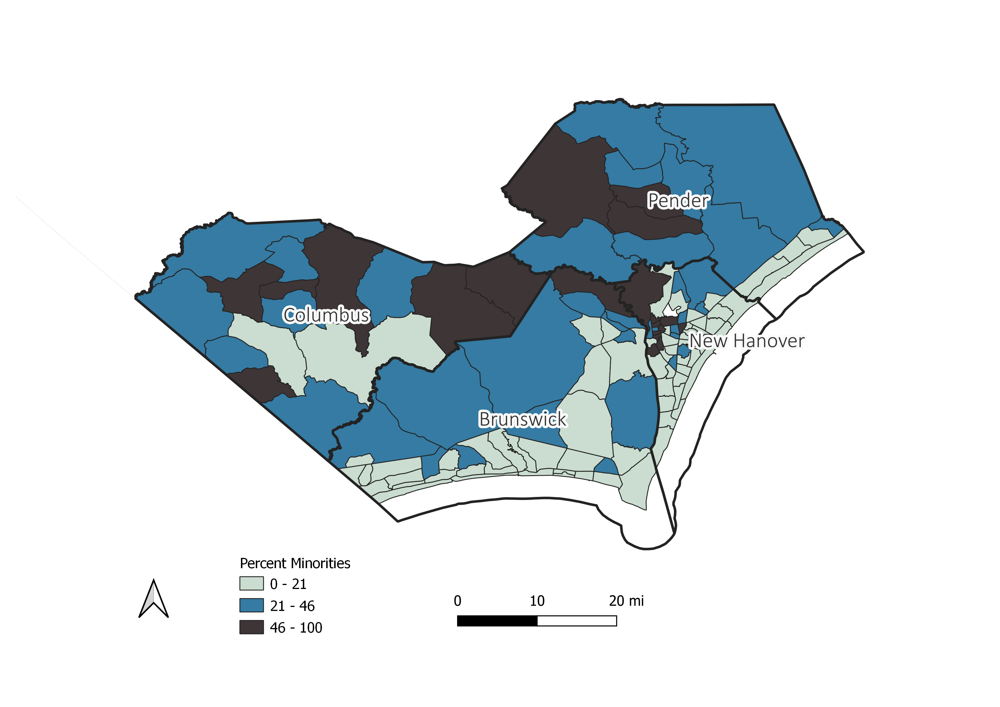 Pender
Columbus
New Hanover
Brunswick
Percent Minorities
0 - 21
21 - 46
46 - 100
0 10 20 mi